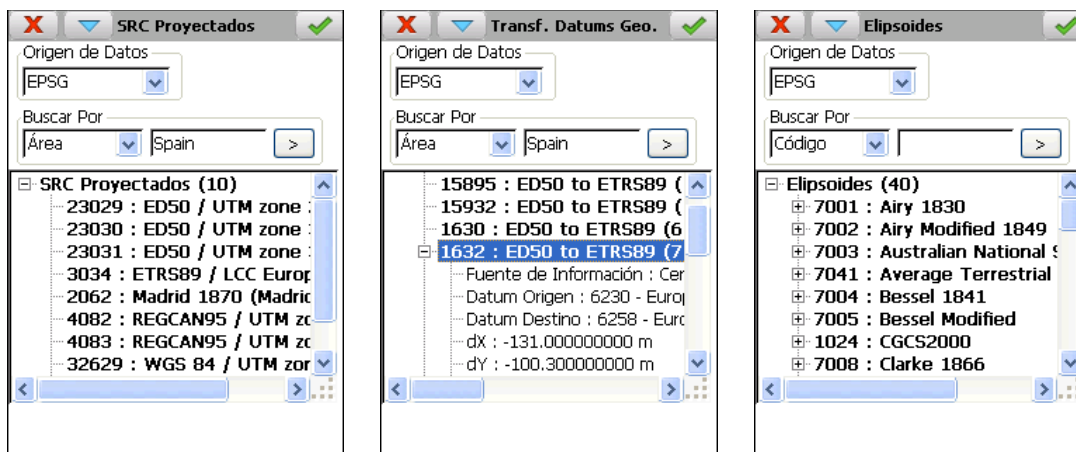 SRC Proyectados
Origen de Datos
EPSG
Buscar Por
Área Spain >
SRC Proyectados (10)
23029 : ED50 / UTM zone
23030 : ED50 / UTM zone
23031 : ED50 / UTM zone
3034 : ETRS89 / LCC Europ
2062 : Madrid 1870 (Madric
4082 : REGCAN95 / UTM zc
4083 : REGCAN95 / UTM zc
32629 : WGS 84 / UTM zor
Transf. Datums Geo.
Origen de Datos
EPSG
Buscar Por
Área Spain >
15895 : ED50 to ETRS89 (
15932 : ED50 to ETRS89 (
1630 : ED50 to ETRS89 (6
1632 : ED50 to ETRS89 (7
Fuente de Información : Cer
Datum Origen : 6230 - Euro
Datum Destino : 6258 - Euro
dX : -131.000000000 m
dY : -100.300000000 m
Elipsoides
Origen de Datos
EPSG
Buscar Por
Código >
Elipsoides (40)
7001 : Airy 1830
7002 : Airy Modified 1849
7003 : Australian National S
7041 : Average Terrestrial
7004 : Bessel 1841
7005 : Bessel Modified
1024 : CGCS2000
7008 : Clarke 1866